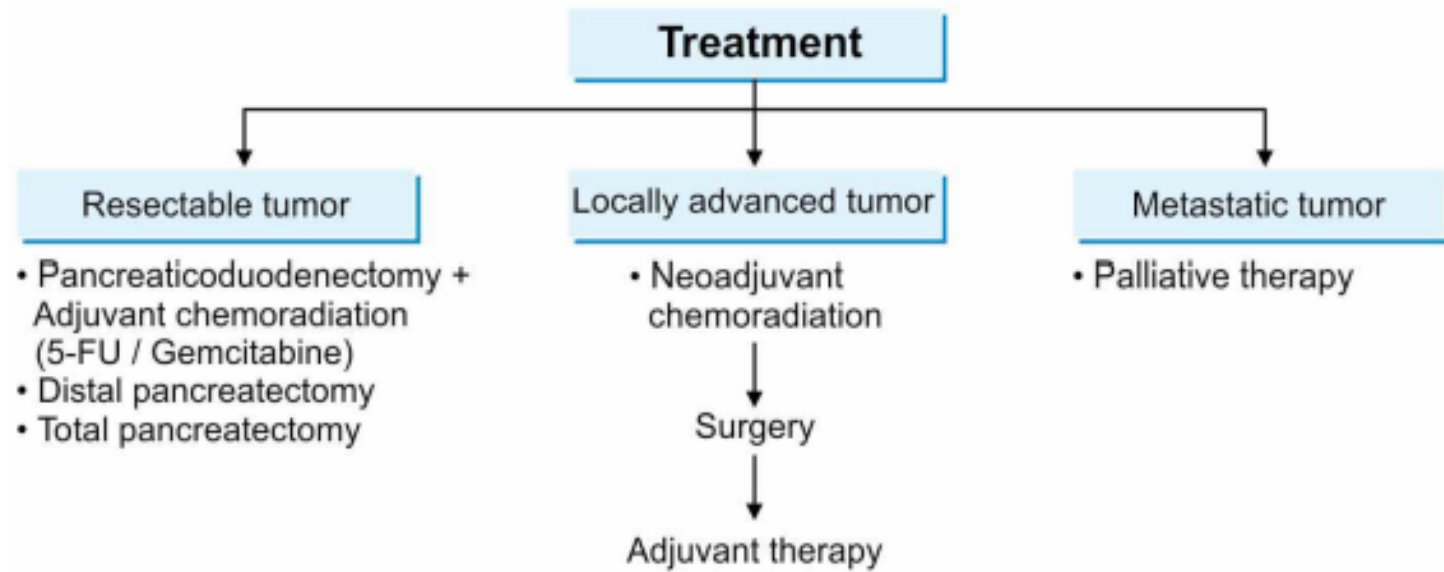 Treatment
Resectable tumor
• Pancreaticoduodenectomy +
Adjuvant chemoradiation
(5-FU / Gemcitabine)
• Distal pancreatectomy
• Total pancreatectomy
Locally advanced tumor
• Neoadjuvant
chemoradiation
Surgery
Adjuvant therapy
Metastatic tumor
• Palliative therapy